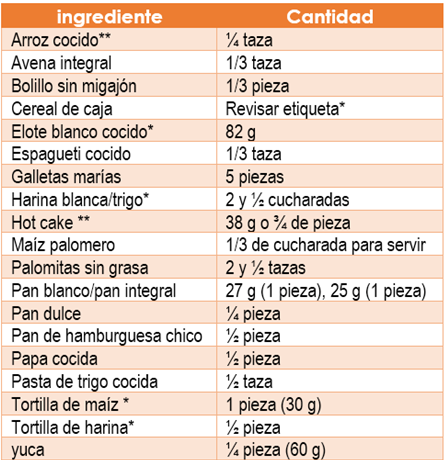 ingrediente Cantidad
Arroz cocido** ¼ taza
Avena integral 1/3 taza
Bolillo sin migajón 1/3 pieza
Cereal de caja Revisar etiqueta*
Elote blanco cocido* 82 g
Espagueti cocido 1/3 taza
Galletas marías 5 piezas
Harina blanca/trigo* 2 y ½ cucharadas
Hot cake ** 38 g o ¾ de pieza
Maíz palomero 1/3 de cucharada para servir
Palomitas sin grasa 2 y ½ tazas
Pan blanco/pan integral 27 g (1 pieza), 25 g (1 pieza)
Pan dulce ¼ pieza
Pan de hamburguesa chico ½ pieza
Papa cocida ½ pieza
Pasta de trigo cocida ½ taza
Tortilla de maíz * 1 pieza (30 g)
Tortilla de harina* ½ pieza
yuca ¼ pieza (60 g)